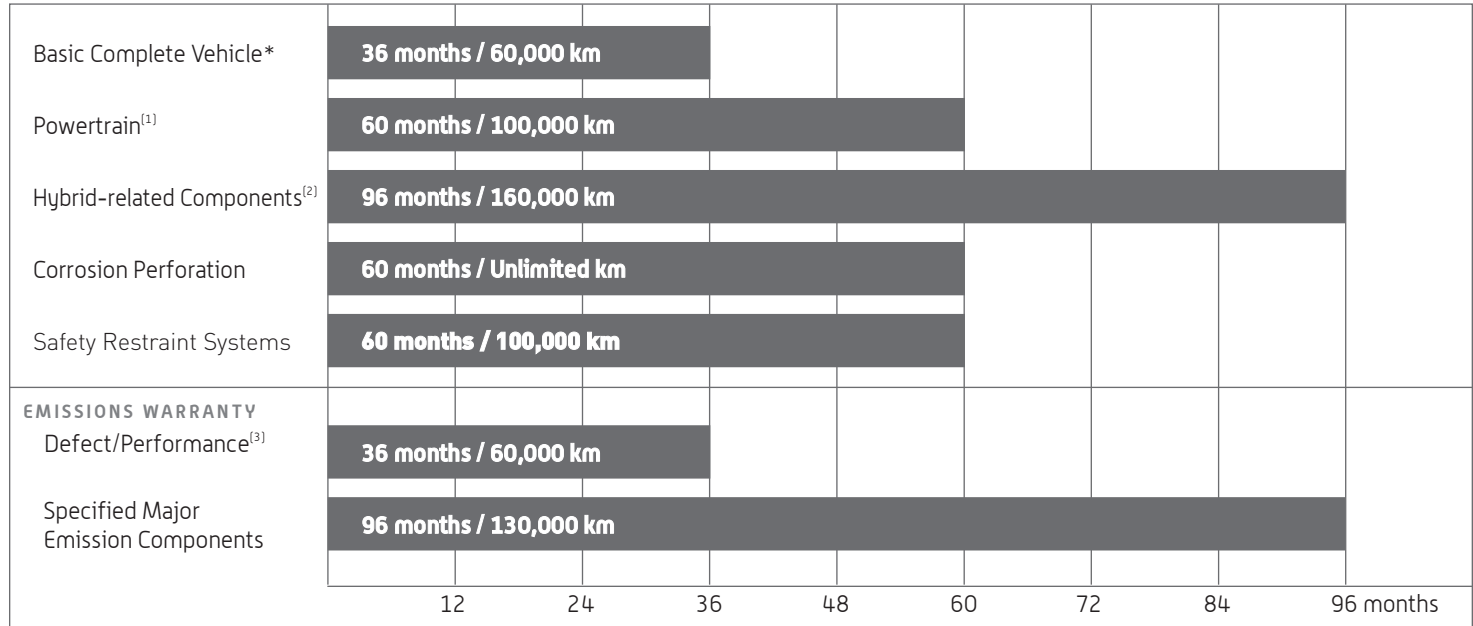 Basic Complete Vehicle* 36 months / 60,000 km
Powertrain(1) 60 months / 100,000 km
Hybrid-related Components(2) 96 months / 160,000 km
Corrosion Perforation 60 months / Unlimited km
Safety Restraint Systems 60 months / 100,000 km
EMISSIONS WARRANTY
Defect/Performance(3) 36 months / 60,000 km
Specified Major
Emission Components 96 months / 130,000 km
12 24 36 48 60 72 84 96 months